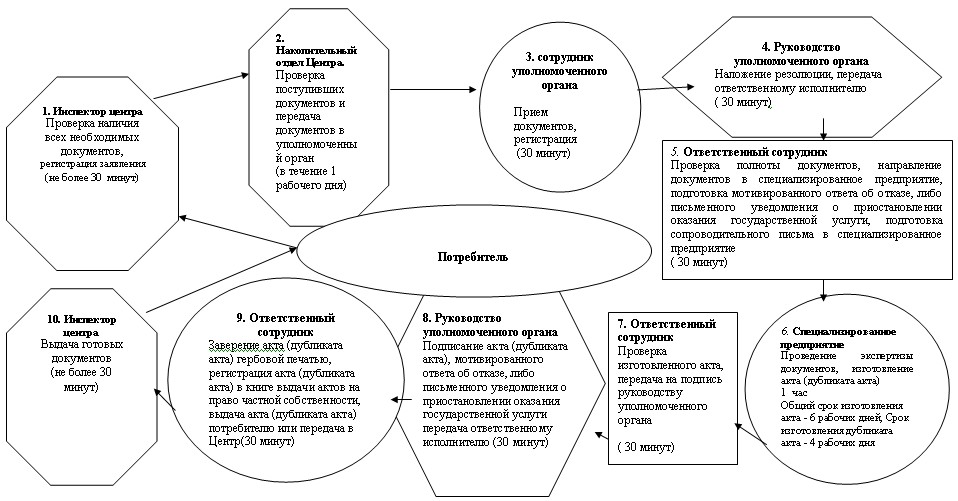 1. Инспектор центра
Проверка наличия
всех необходимых
документов,
регистрация заявления
(не более 30 минут)
2.
Накопительный
отдел Центра.
Проверка
поступивших
документов и
передача
документов в
уполномоченны
й орган
(в течение 1
рабочего дня)
3. сотрудник
уполномоченного
органа
Прием
документов,
регистрация
(30 минут)
4. Руководство
уполномоченного органа
Наложение резолюции, передача
ответственному исполнителю
( 30 минут)
5. Ответственный сотрудник
Проверка полноты документов, направление
документов в специализированное предприятие,
подготовка мотивированного ответа об отказе, либо
письменного уведомления о приостановлении
оказания государственной услуги, подготовка
сопроводительного письма в специализированное
предприятие
( 30 минут)
Потребитель
6. Специализированное
предприятие
Проведение экспертизы
документов, изготовление
акта (дубликата акта)
1 час
Общий срок изготовления
акта - 6 рабочих дней, Срок
изготовления дубликата
акта - 4 рабочих дня
7. Ответственный
сотрудник
Проверка
изготовленного акта,
передача на подпись
руководству
уполномоченного
органа
( 30 минут)
8. Руководство
уполномоченного органа
Подписание акта (дубликата
акта), мотивированного
ответа об отказе, либо
письменного уведомления о
приостановлении оказания
государственной услуги
передача ответственному
исполнителю (30 минут)
9. Ответственный
сотрудник
Заверение акта (дубликата
акта) гербовой печатью,
регистрация акта (дубликата
акта) в книге выдачи актов на
право частной собственности,
выдача акта (дубликата акта)
потребителю или передача в
Центр(30 минут)
10. Инспектор
центра
Выдача готовых
документов
(не более 30
минут)